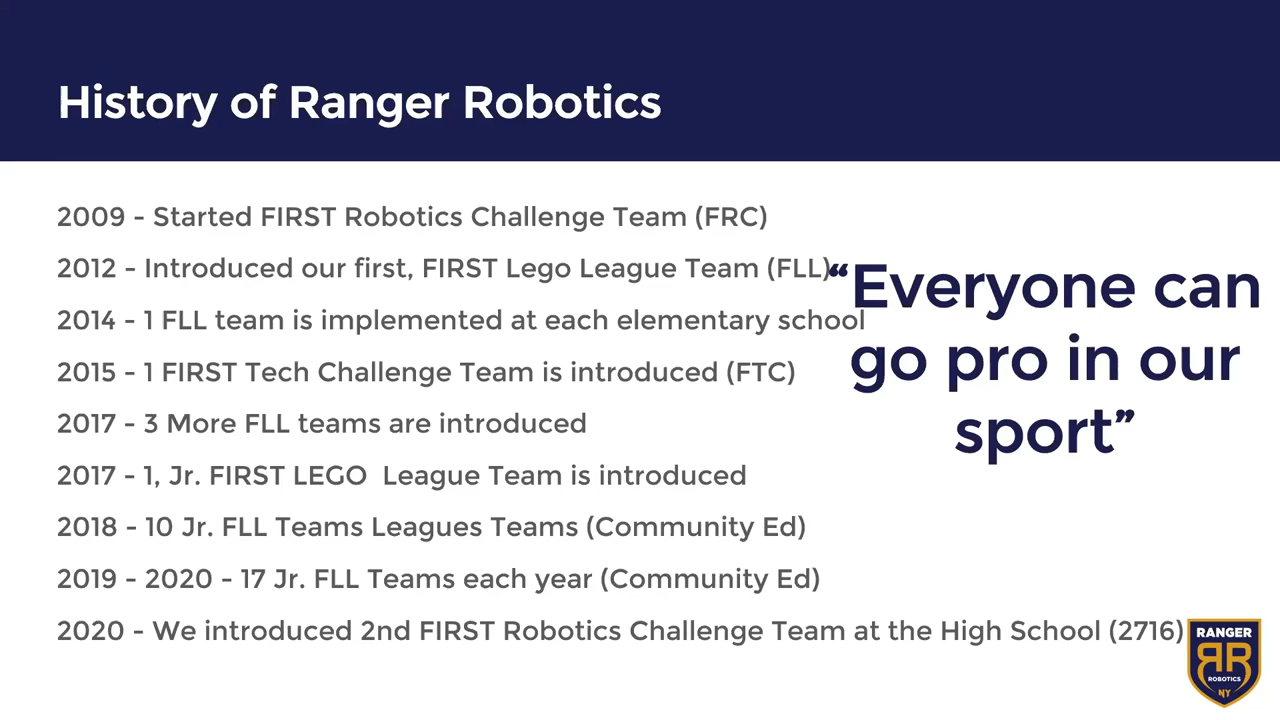 History of Ranger Robotics
2009 - Started FIRST Robotics Challenge Team (FRC)
2012 - Introduced our first, FIRST Lego League Team (FLL)
2014 - 1 FLL team is implemented at each elementary school
2015 - 1 FIRST Tech Challenge Team is introduced (FTC)
2017 - 3 More FLL teams are introduced
2017 - 1, Jr. FIRST LEGO  League Team is introduced
2018 - 10 Jr. FLL Teams Leagues Teams (Community Ed)
2019 - 2020 - 17 Jr. FLL Teams each year (Community Ed)
2020 - We introduced 2nd FIRST Robotics Challenge Team at the High School (2716)
“Everyone can
go pro in our
sport”
RANGER
RR
ROBOTICS
NY